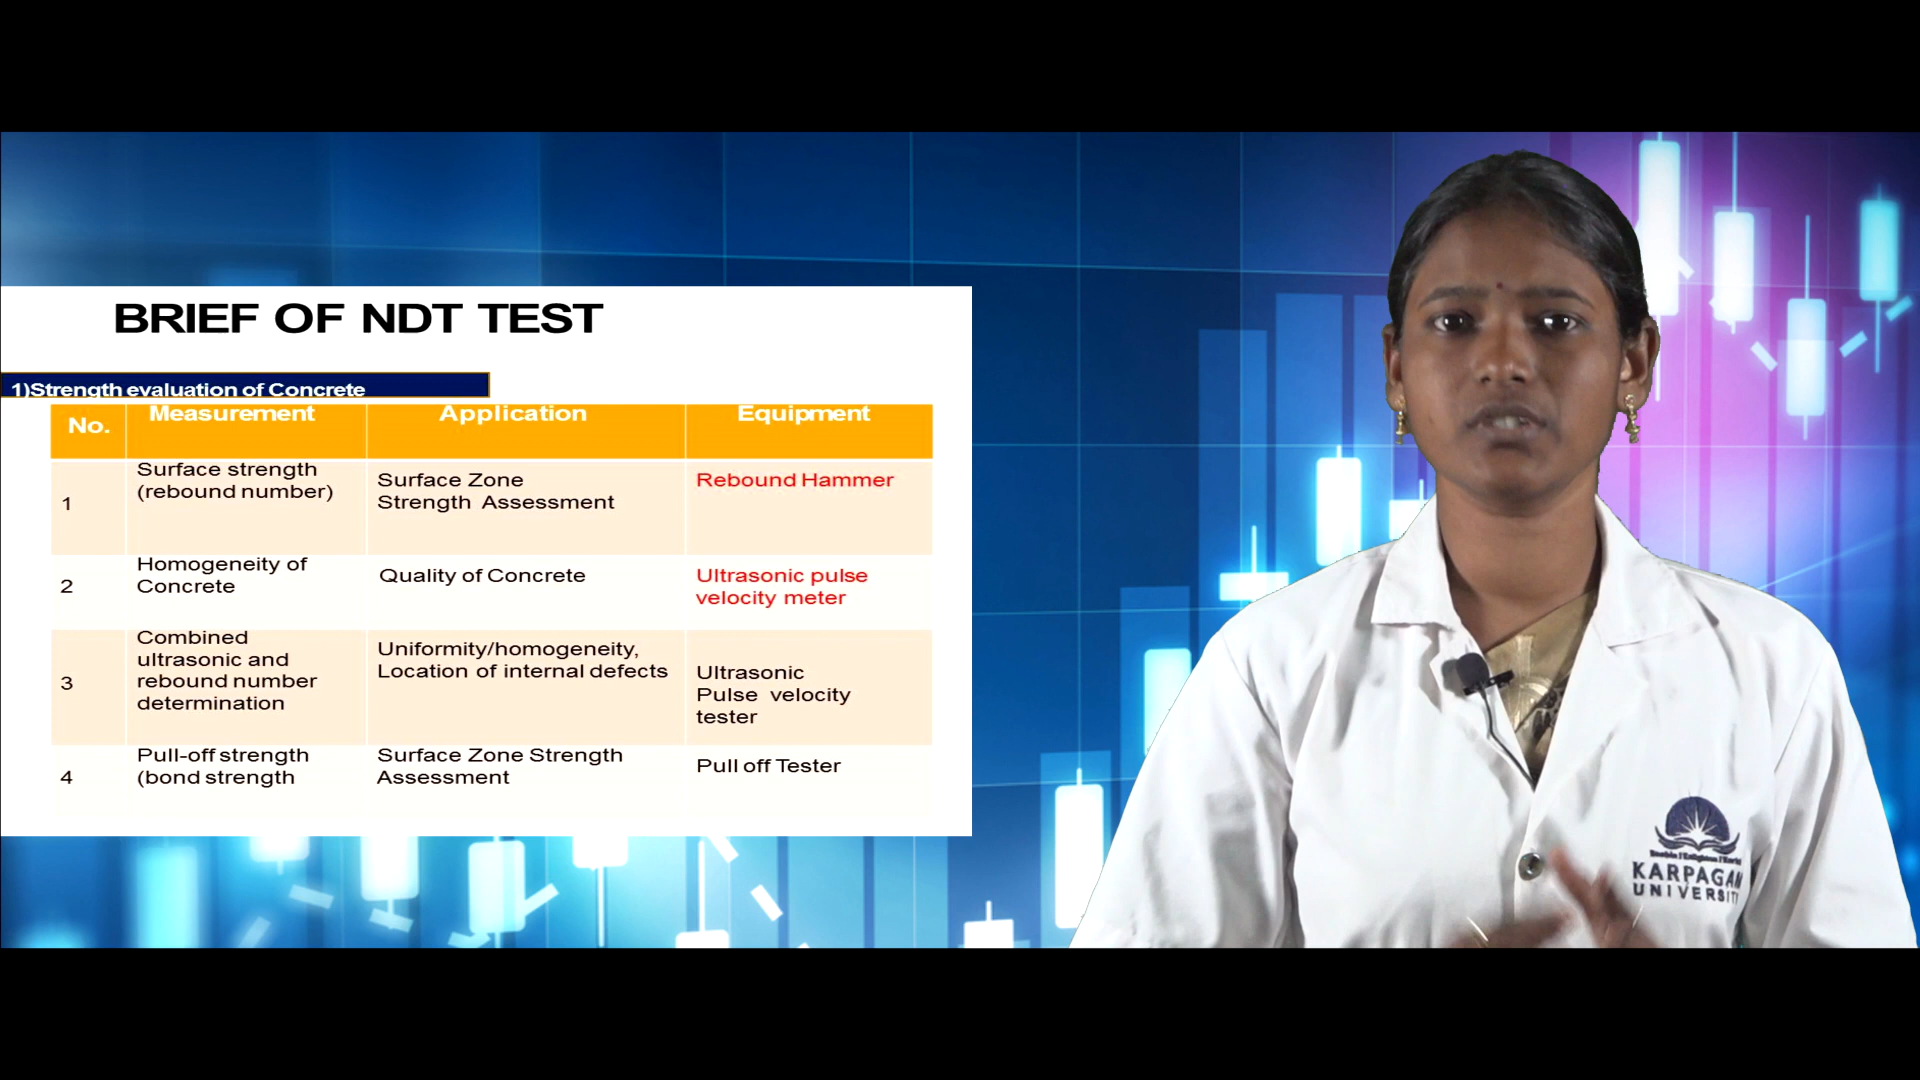 BRIEF OF NDT TEST
1)Strength evaluation of Concrete
No. Measurement Application Equipment
1 Surface strength (rebound number) Surface Zone Strength Assessment Rebound Hammer
2 Homogeneity of Concrete Quality of Concrete Ultrasonic pulse velocity meter
3 Combined ultrasonic and rebound number determination Uniformity/homogeneity, Location of internal defects Ultrasonic Pulse velocity tester
4 Pull-off strength (bond strength Surface Zone Strength Assessment Pull off Tester
KARPAGAM
UNIVERSITY